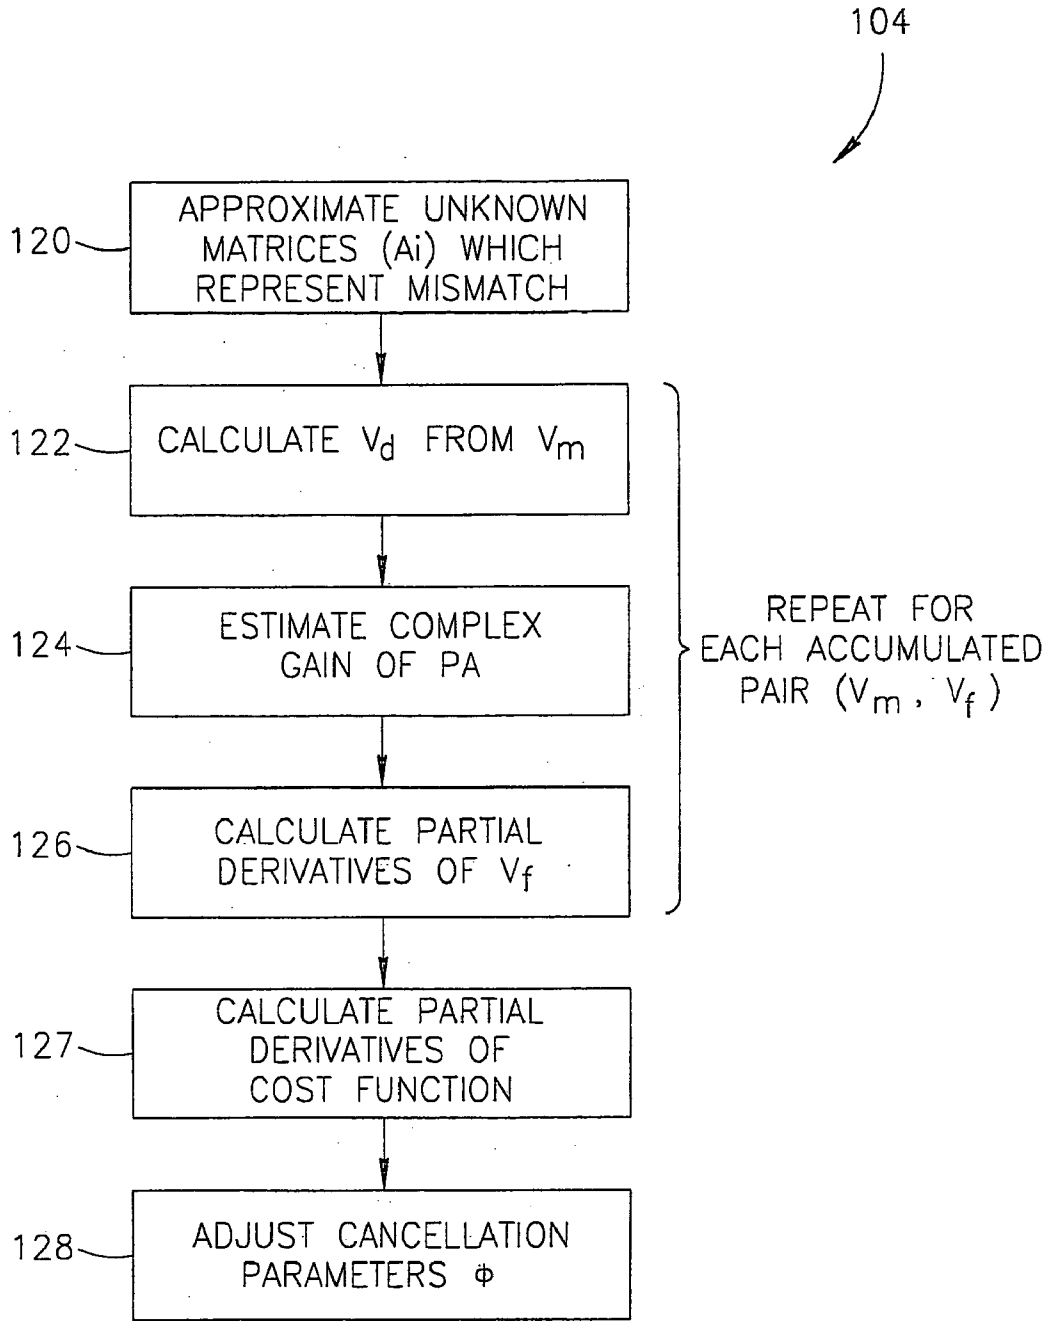 104
120
APPROXIMATE UNKNOWN
MATRICES (Ai) WHICH
REPRESENT MISMATCH
122
CALCULATE Vd FROM Vm
124
ESTIMATE COMPLEX
GAIN OF PA
REPEAT FOR
EACH ACCUMULATED
PAIR (Vm, Vf)
126
CALCULATE PARTIAL
DERIVATIVES OF Vf
127
CALCULATE PARTIAL
DERIVATIVES OF
COST FUNCTION
128
ADJUST CANCELLATION
PARAMETERS Φ